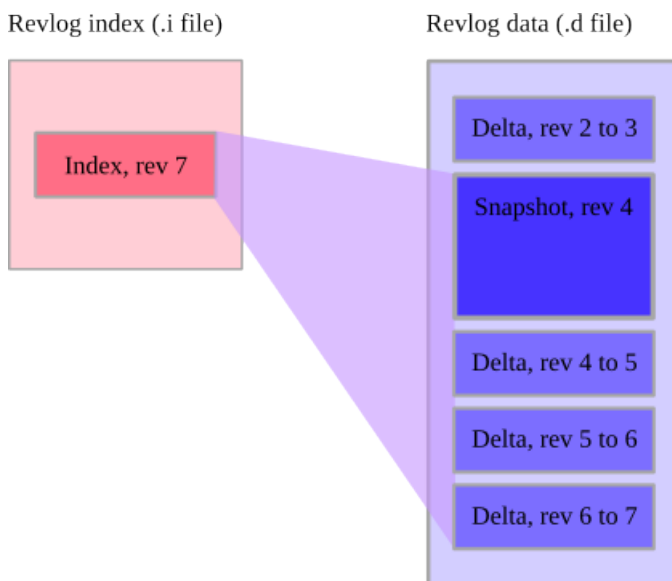 Revlog index (.i file)
Revlog data (.d file)
Index, rev 7
Delta, rev 2 to 3
Snapshot, rev 4
Delta, rev 4 to 5
Delta, rev 5 to 6
Delta, rev 6 to 7